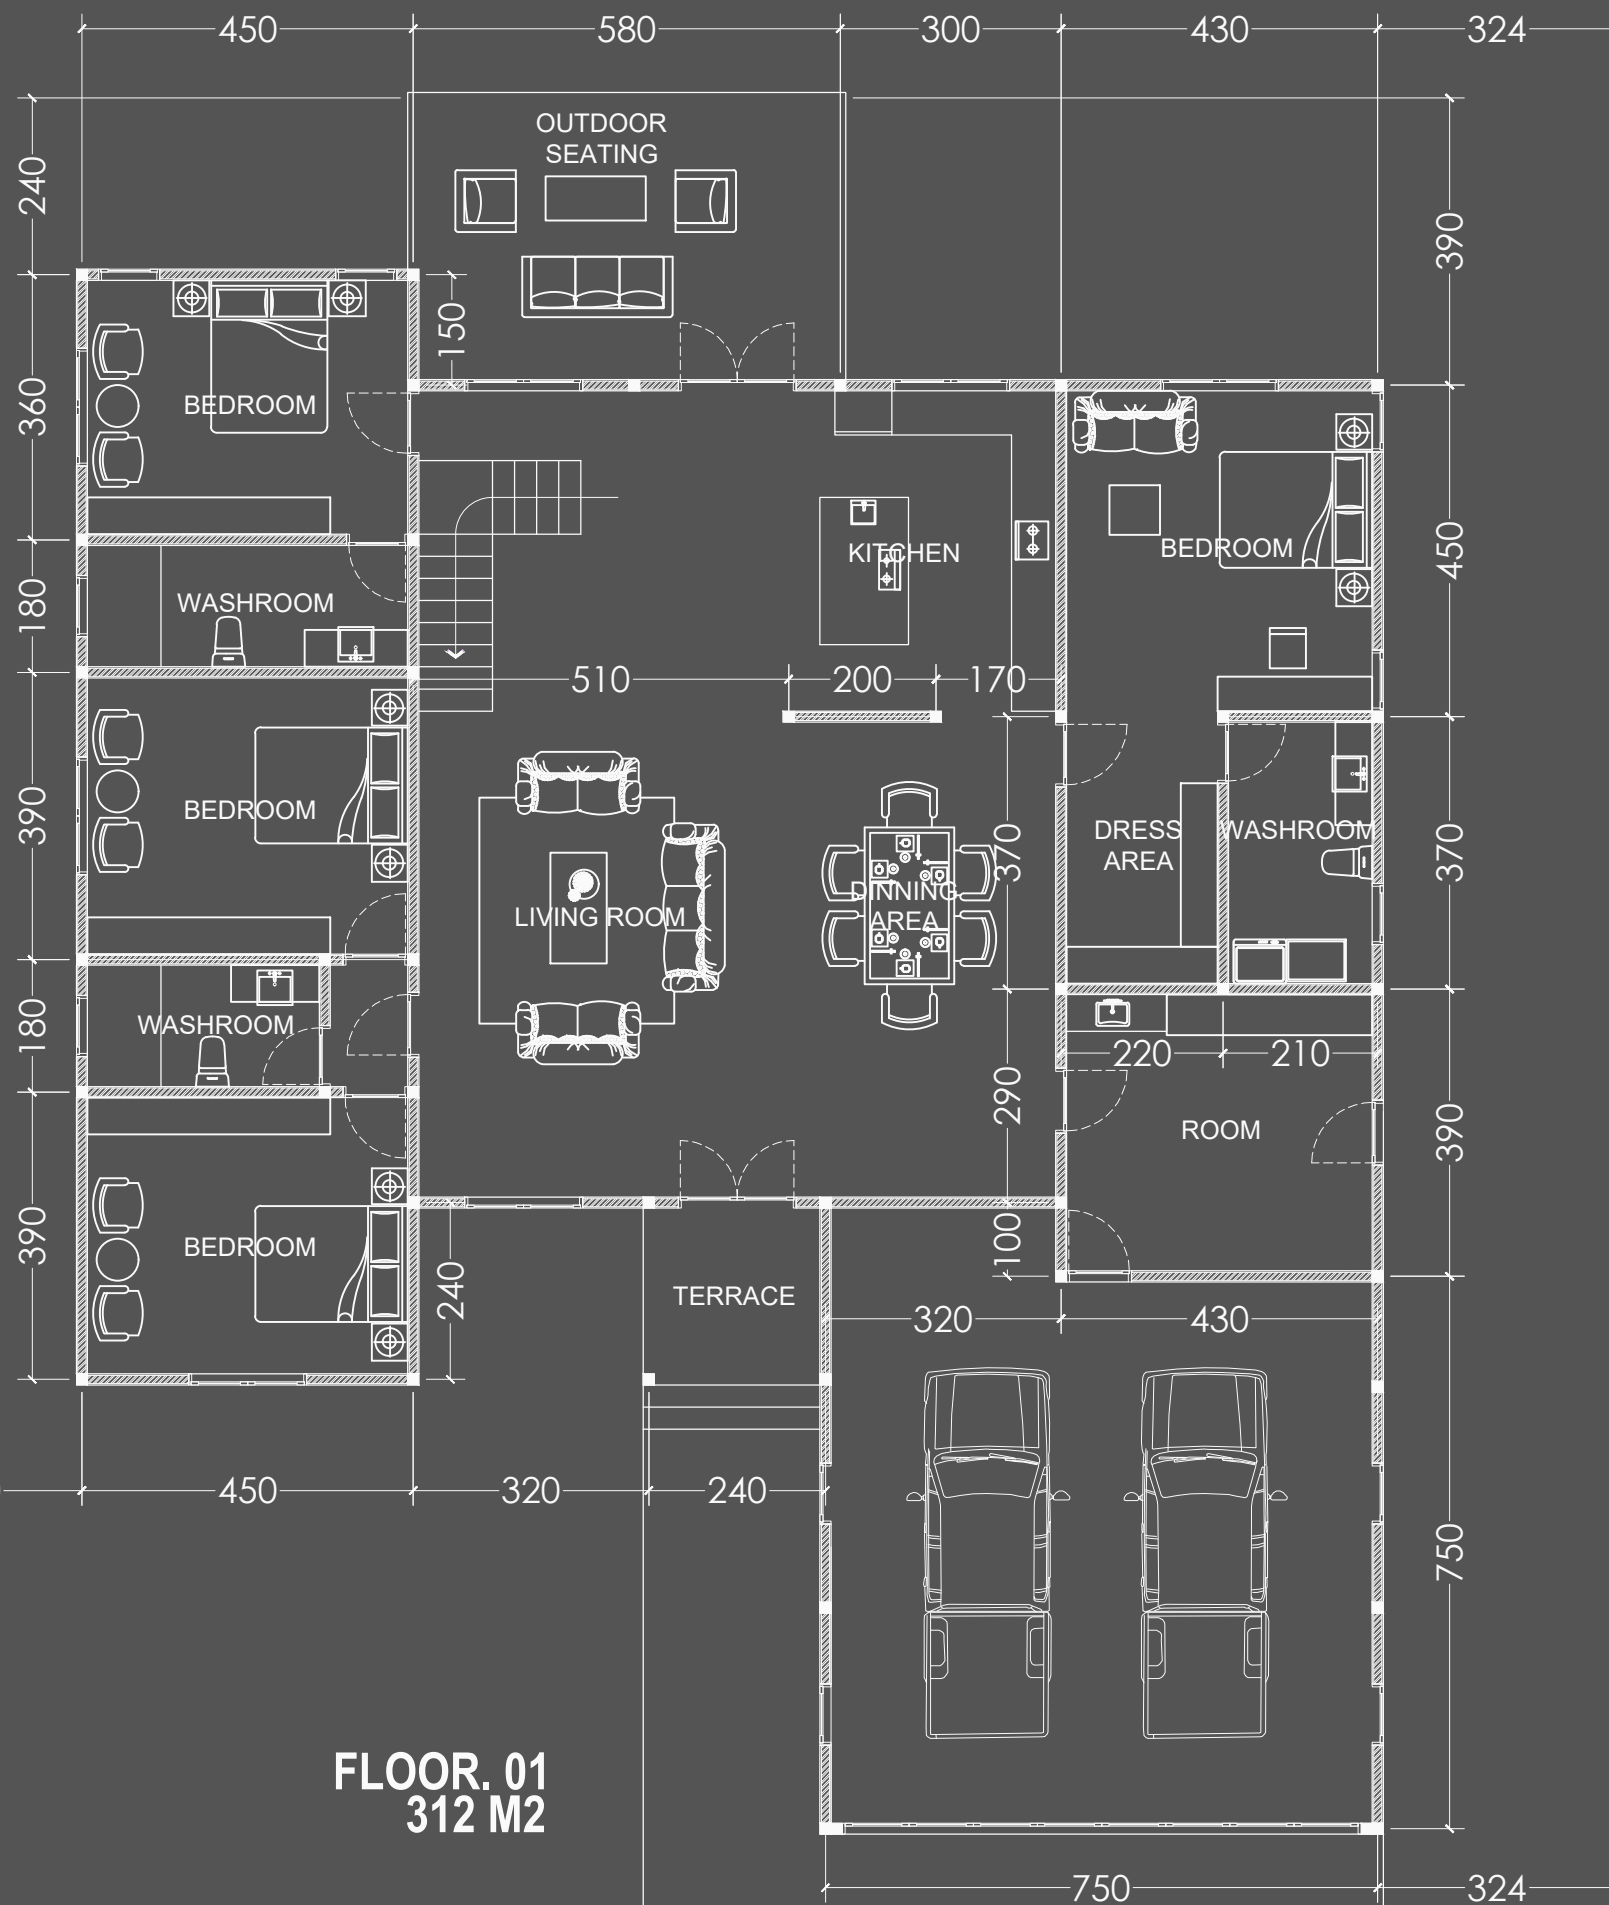 450 580 300 430 324
OUTDOOR
SEATING
240
390
150
360
BEDROOM
BEDROOM
KITCHEN
450
180
WASHROOM
510 200 170
390
BEDROOM
LIVING ROOM
DINNING
AREA
370
DRESS
AREA
WASHROOM
370
180
WASHROOM
220 210
290
ROOM
390
390
BEDROOM
240
TERRACE
100
320 430
450 320 240
750
FLOOR. 01
312 M2
750 324